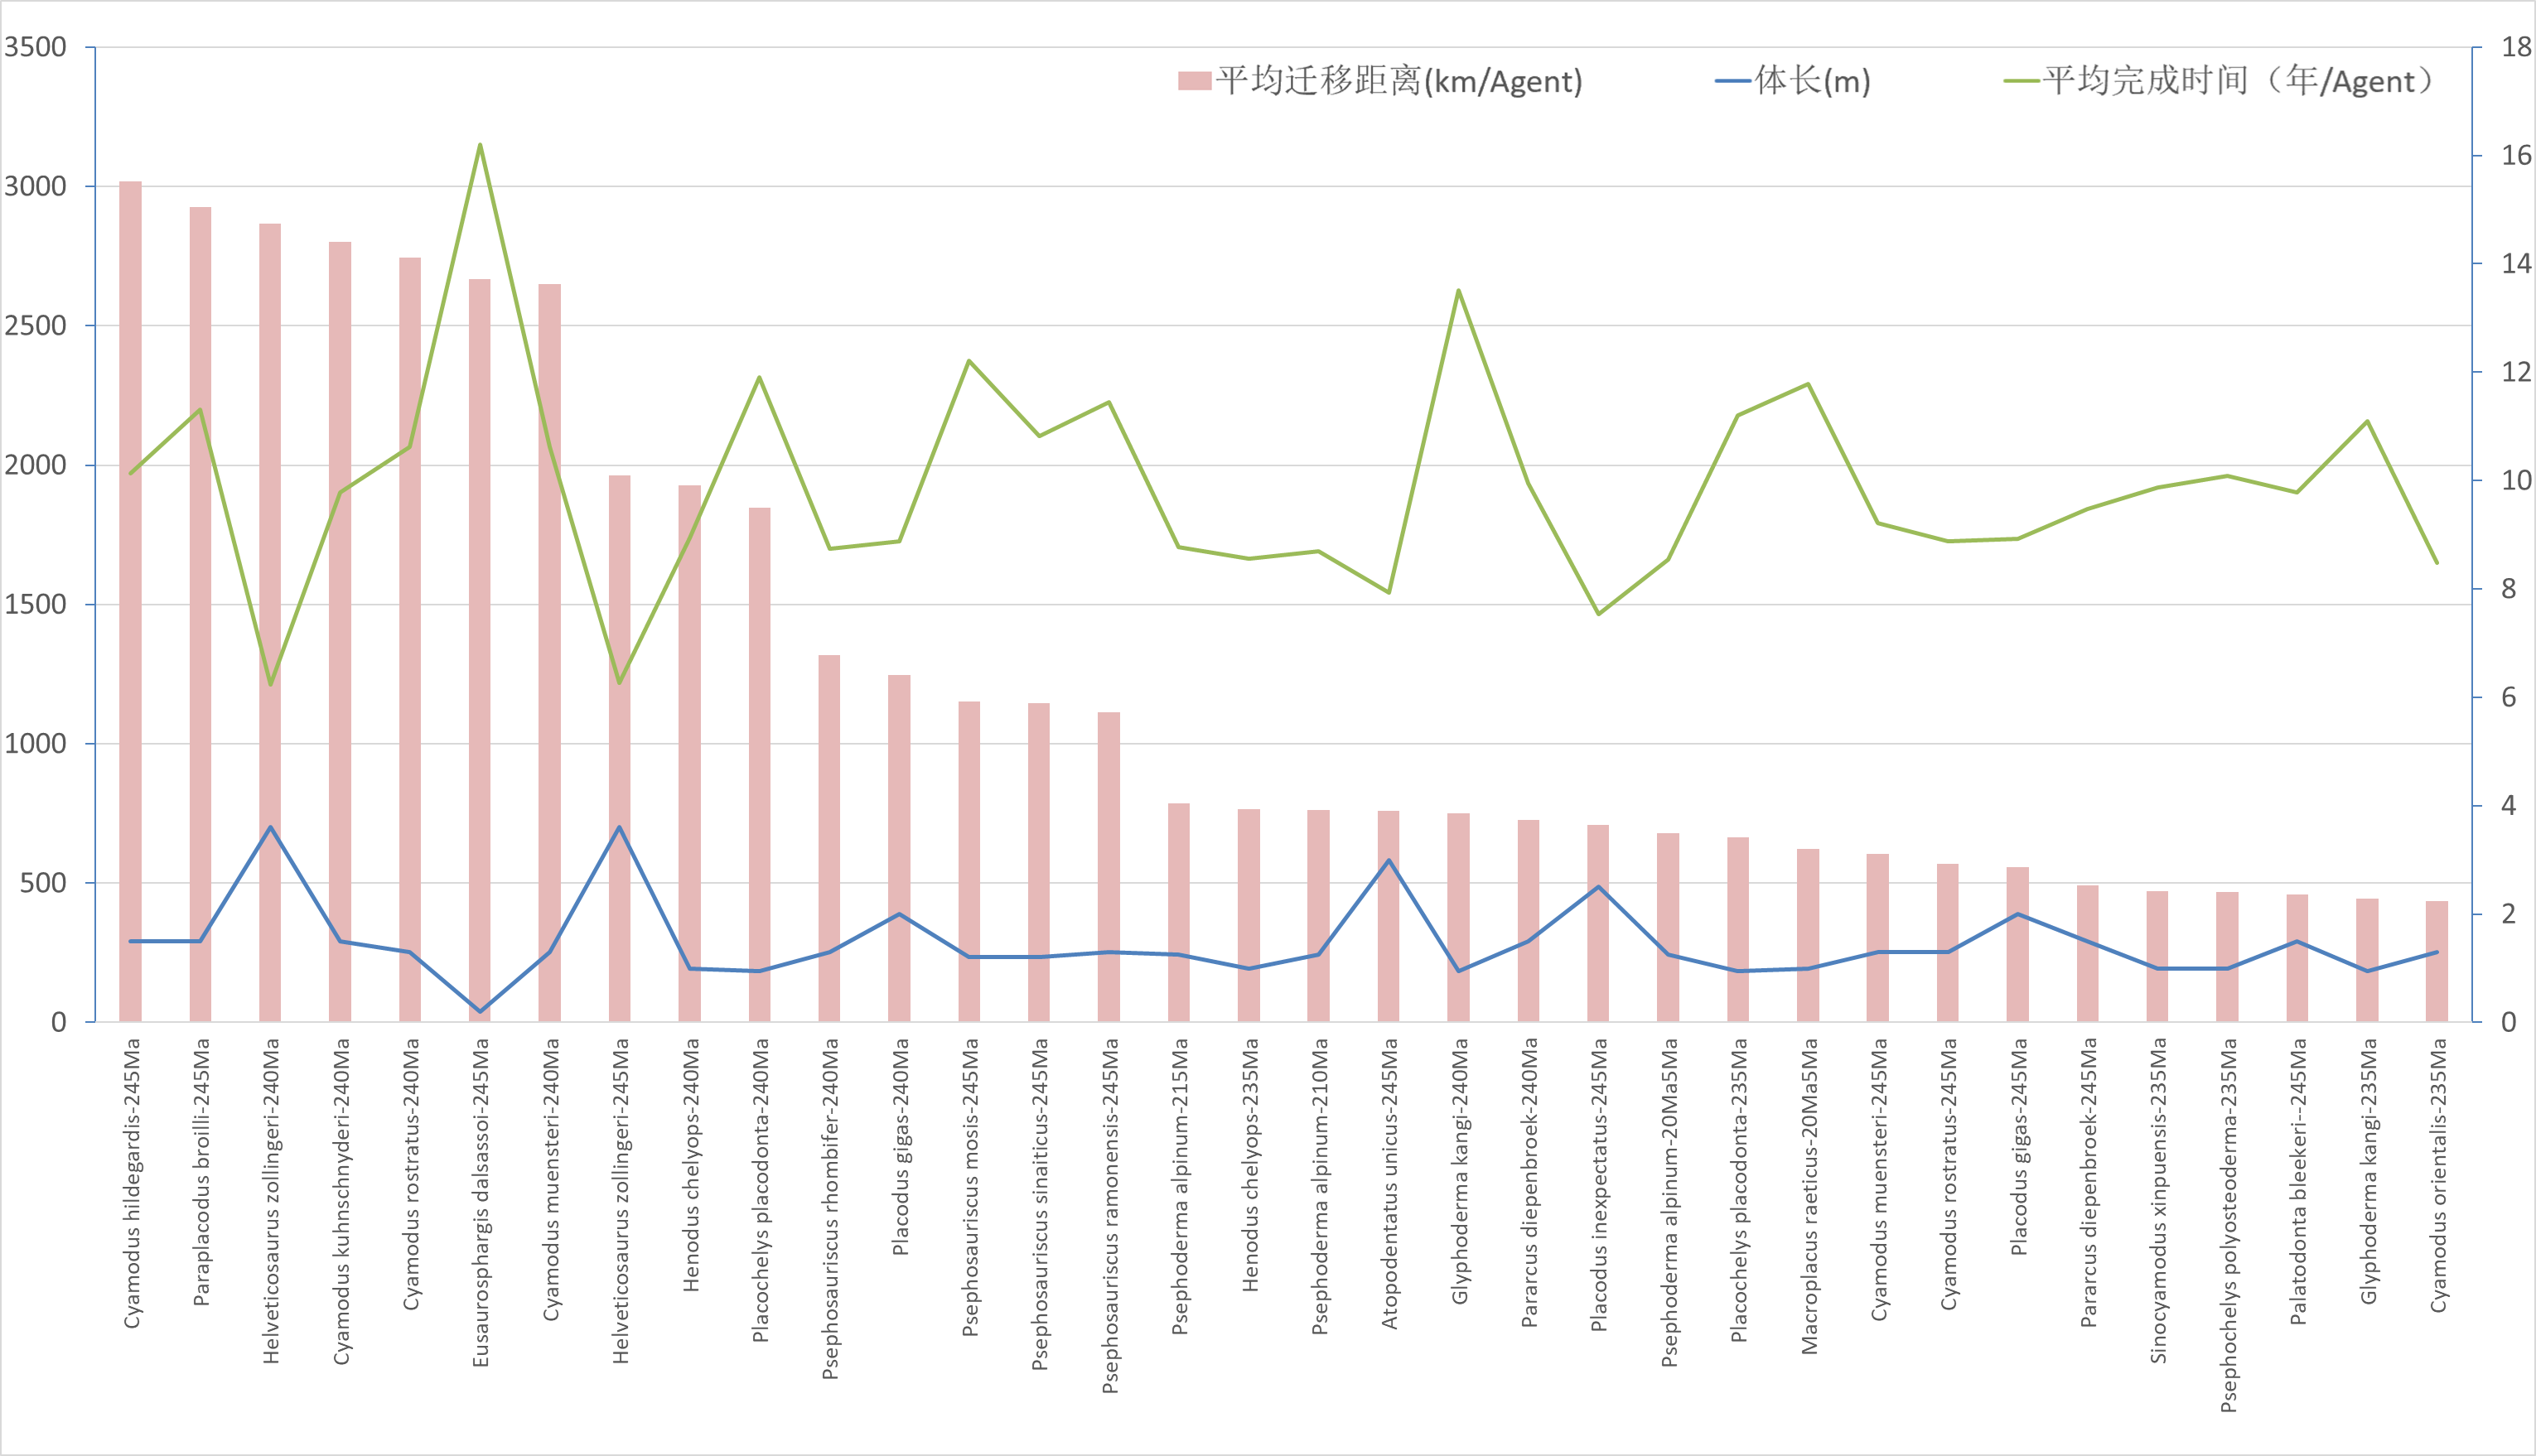 平均迁移距离(km/Agent)
体长(m)
平均完成时间（年/Agent）
3500
3000
2500
2000
1500
1000
500
0
18
16
14
12
10
8
6
4
2
0
Cyamodus hildegardis-245Ma
Paraplacodus broilli-245Ma
Helveticosaurus zollingeri-240Ma
Cyamodus kuhnschnyderi-240Ma
Cyamodus rostratus-240Ma
Eusaurosphargis dalsassoi-245Ma
Cyamodus muensteri-240Ma
Helveticosaurus zollingeri-245Ma
Henodus chelyops-240Ma
Placochelys placodonta-240Ma
Psephosauriscus rhombifer-240Ma
Placodus gigas-240Ma
Psephosauriscus mosis-245Ma
Psephosauriscus sinaiticus-245Ma
Psephosauriscus ramonensis-245Ma
Psephoderma alpinum-215Ma
Henodus chelyops-235Ma
Psephoderma alpinum-210Ma
Atopodentatus unicus-245Ma
Glyphoderma kangi-240Ma
Pararcus diepenbroek-240Ma
Placodus inexpectatus-245Ma
Psephoderma alpinum-20Ma5Ma
Placochelys placodonta-235Ma
Macroplacus raeticus-20Ma5Ma
Cyamodus muensteri-245Ma
Cyamodus rostratus-245Ma
Placodus gigas-245Ma
Pararcus diepenbroek-245Ma
Sinocyamodus xinpuensis-235Ma
Psephochelys polyosteoderma-235Ma
Palatodonta bleekeri--245Ma
Glyphoderma kangi-235Ma
Cyamodus orientalis-235Ma